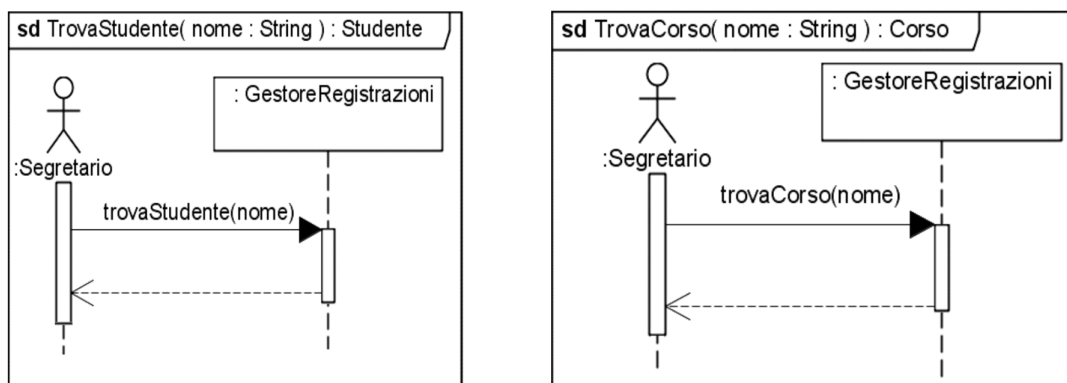 sd TrovaStudente( nome : String ) : Studente
: GestoreRegistrazioni
:Segretario
trovaStudente(nome)
sd TrovaCorso( nome : String ) : Corso
: GestoreRegistrazioni
:Segretario
trovaCorso(nome)